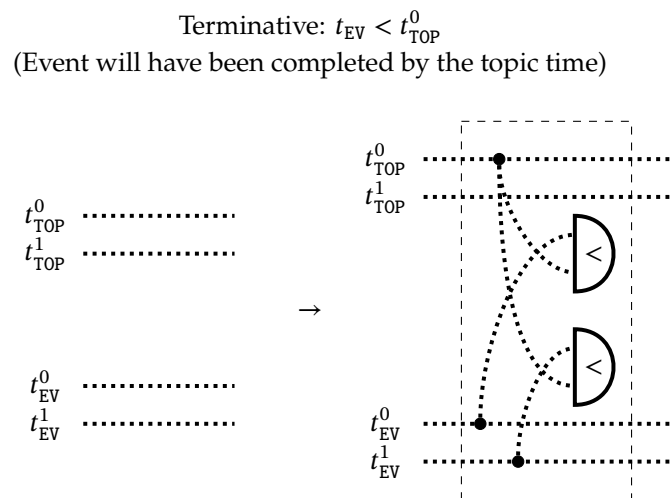 Terminative: t_EV < t^0_TOP
(Event will have been completed by the topic time)
t^0_TOP
t^1_TOP
t^0_EV
t^1_EV
→
t^0_TOP
t^1_TOP
<
<
t^0_EV
t^1_EV